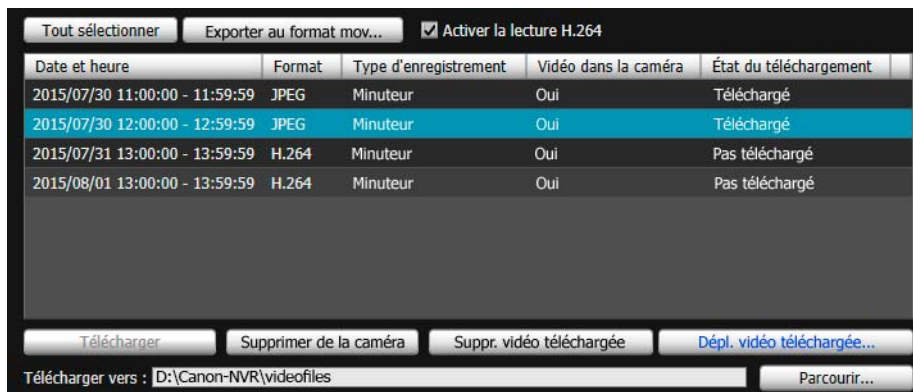 Tout sélectionner Exporter au format mov... Activer la lecture H.264
Date et heure Format Type d'enregistrement Vidéo dans la caméra État du téléchargement
2015/07/30 11:00:00 - 11:59:59 JPEG Minuteur Oui Téléchargé
2015/07/30 12:00:00 - 12:59:59 JPEG Minuteur Oui Téléchargé
2015/07/31 13:00:00 - 13:59:59 H.264 Minuteur Oui Pas téléchargé
2015/08/01 13:00:00 - 13:59:59 H.264 Minuteur Oui Pas téléchargé
Télécharger Supprimer de la caméra Suppr. vidéo téléchargée Dépl. vidéo téléchargée...
Télécharger vers : D:\Canon-NVR\videofiles Parcourir...